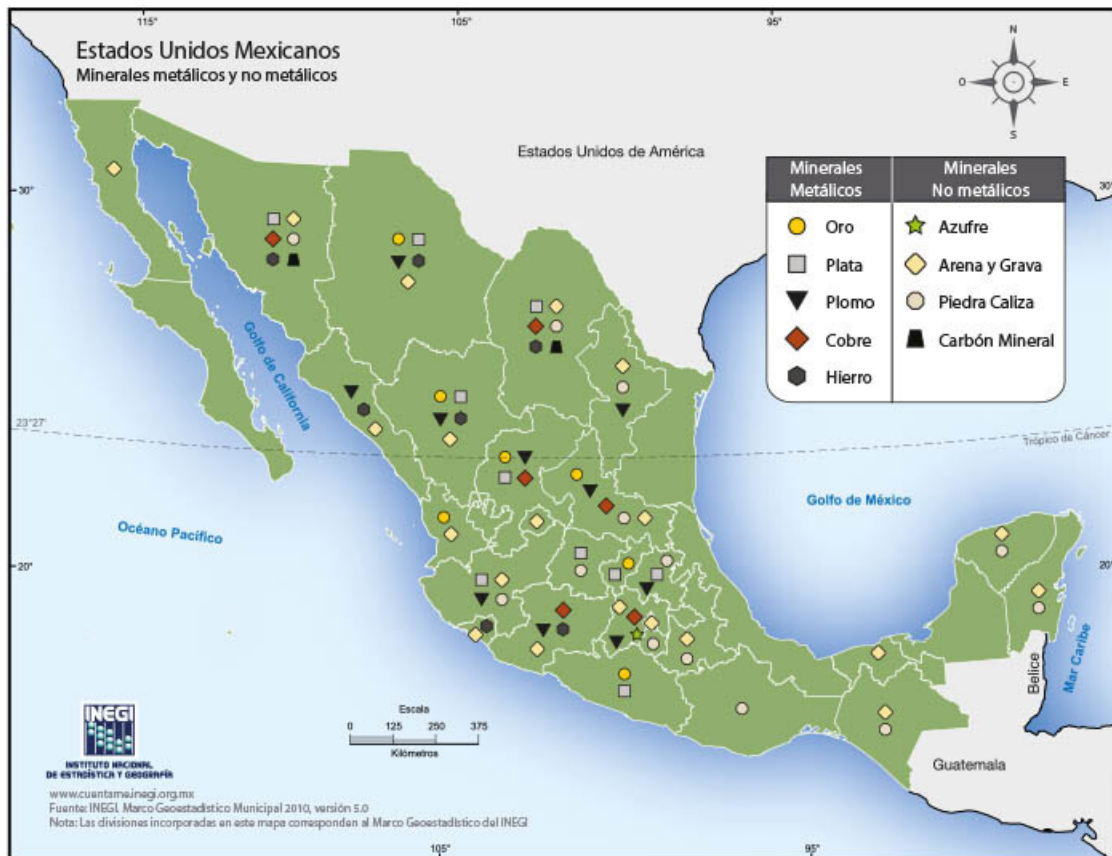 115°
105°
95°
Estados Unidos Mexicanos
Minerales metálicos y no metálicos
N
O
E
S
Estados Unidos de América
30°
30°
Minerales
Metálicos
Minerales
No metálicos
Oro
Azufre
Plata
Arena y Grava
Plomo
Piedra Caliza
Cobre
Carbón Mineral
Hierro
Golfo de California
23°27'
Trópico de Cáncer
Golfo de México
Océano Pacífico
20°
20°
Mar Caribe
Belice
Guatemala
Escala
0 125 250 375
Kilómetros
INEGI
INSTITUTO NACIONAL
DE ESTADÍSTICA Y GEOGRAFÍA
www.cuentame.inegi.org.mx
Fuente: INEGI. Marco Geoestadístico Municipal 2010, versión 5.0
Nota: Las divisiones incorporadas en este mapa corresponden al Marco Geoestadístico del INEGI
105°
95°